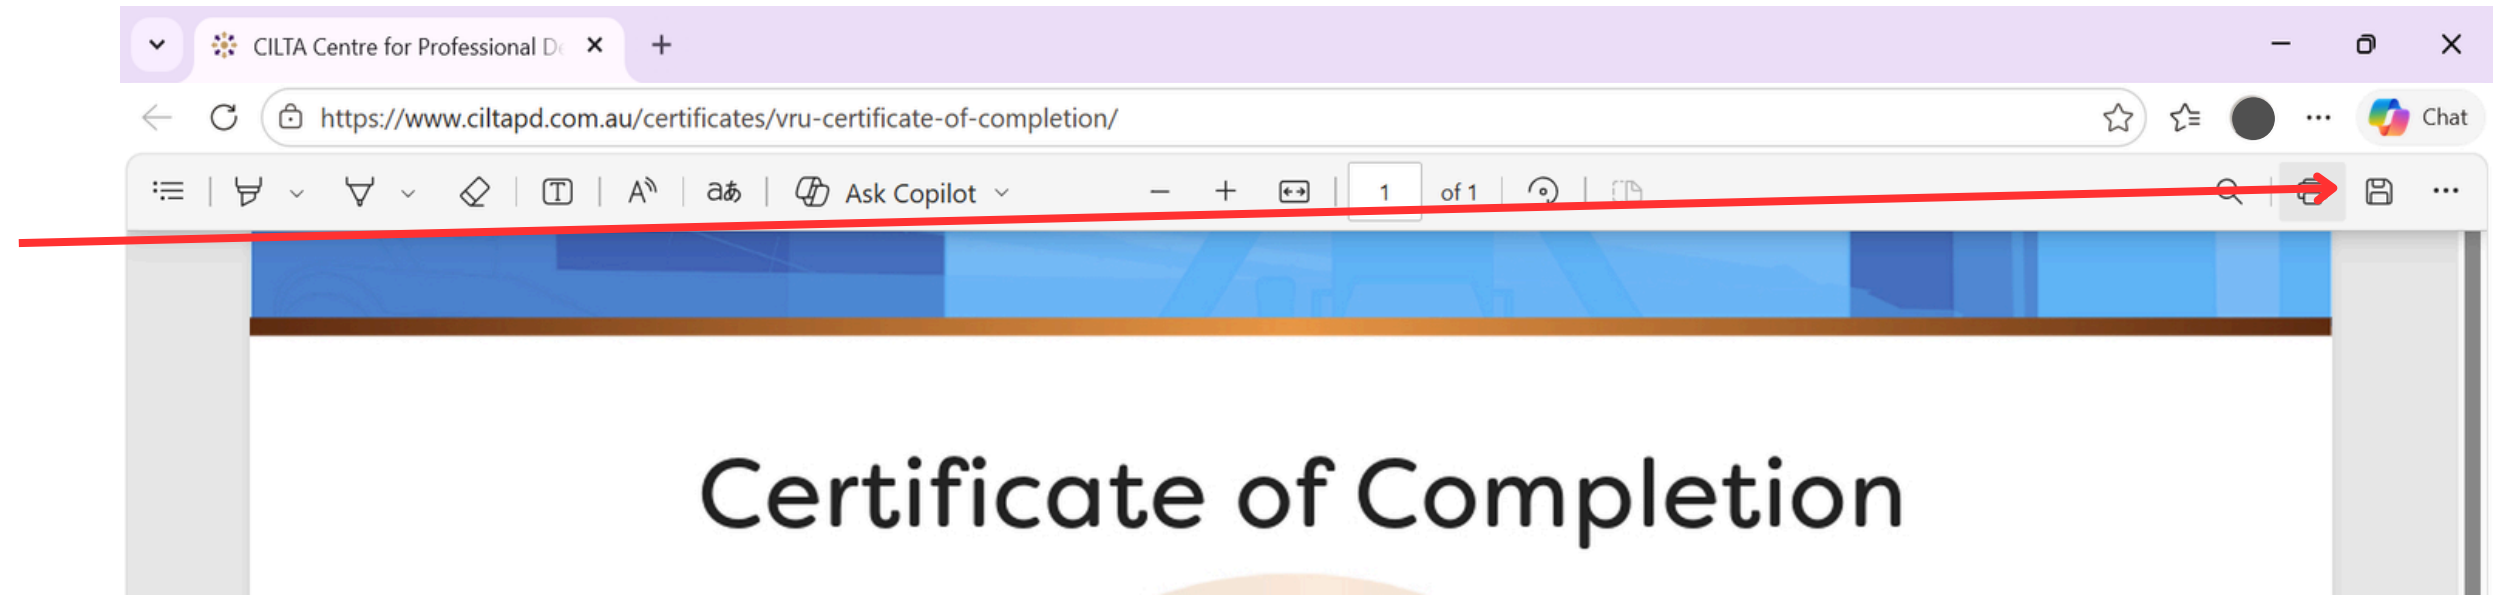 CILTA Centre for Professional D
https://www.ciltapd.com.au/certificates/vru-certificate-of-completion/
Chat
T A aあ Ask Copilot 1 of 1
Certificate of Completion